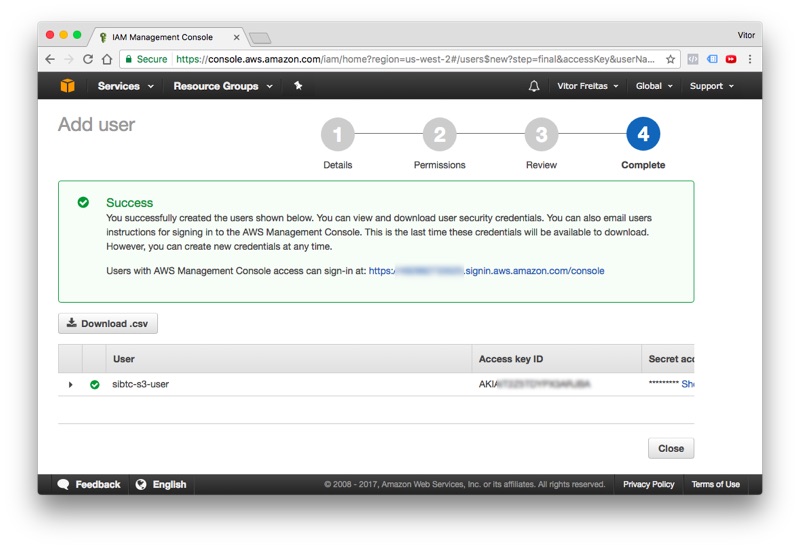 IAM Management Console
Vitor
Secure https://console.aws.amazon.com/iam/home?region=us-west-2#/users$new?step=final&accessKey&userNa...
Services Resource Groups Vitor Freitas Global Support
Add user
1 2 3 4
Details Permissions Review Complete
Success
You successfully created the users shown below. You can view and download user security credentials. You can also email users
instructions for signing in to the AWS Management Console. This is the last time these credentials will be available to download.
However, you can create new credentials at any time.
Users with AWS Management Console access can sign-in at: https:/ .signin.aws.amazon.com/console
Download .csv
User Access key ID Secret acc
sibtc-s3-user AKIA ********* Sho
Close
Feedback English © 2008 - 2017, Amazon Web Services, Inc. or its affiliates. All rights reserved. Privacy Policy Terms of Use